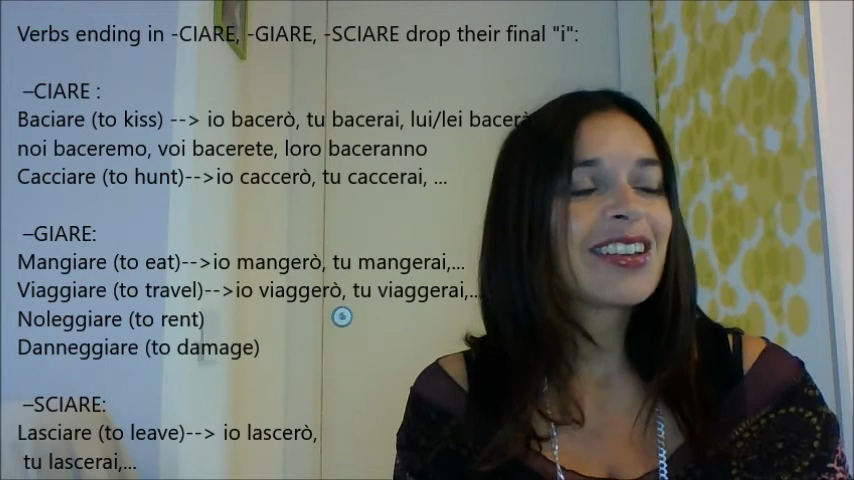 Verbs ending in -CIARE, -GIARE, -SCIARE drop their final "i":
–CIARE :
Baciare (to kiss) --> io bacerò, tu bacerai, lui/lei bacerà
noi baceremo, voi bacerete, loro baceranno
Cacciare (to hunt)-->io caccerò, tu caccerai, ...
–GIARE:
Mangiare (to eat)-->io mangerò, tu mangerai,...
Viaggiare (to travel)-->io viaggerò, tu viaggerai,...
Noleggiare (to rent)
Danneggiare (to damage)
–SCIARE:
Lasciare (to leave)--> io lascerò,
tu lascerai,...